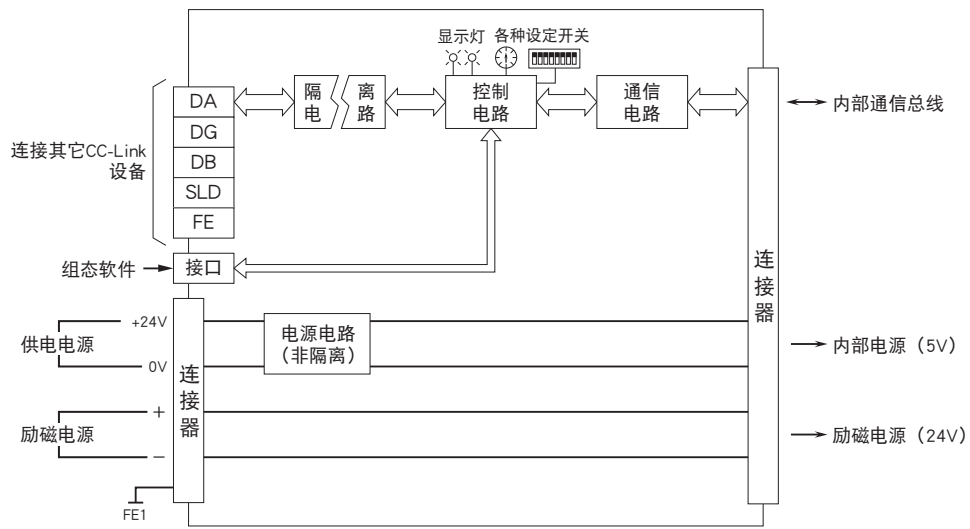 显示灯 各种设定开关
DA
DG
DB
SLD
FE
连接其它CC-Link
设备
隔 离
电 路
控制
电路
通信
电路
内部通信总线
组态软件
接口
连接器
+24V
供电电源
0V
电源电路
（非隔离）
内部电源（5V）
连接器
+
励磁电源
−
励磁电源（24V）
FE1